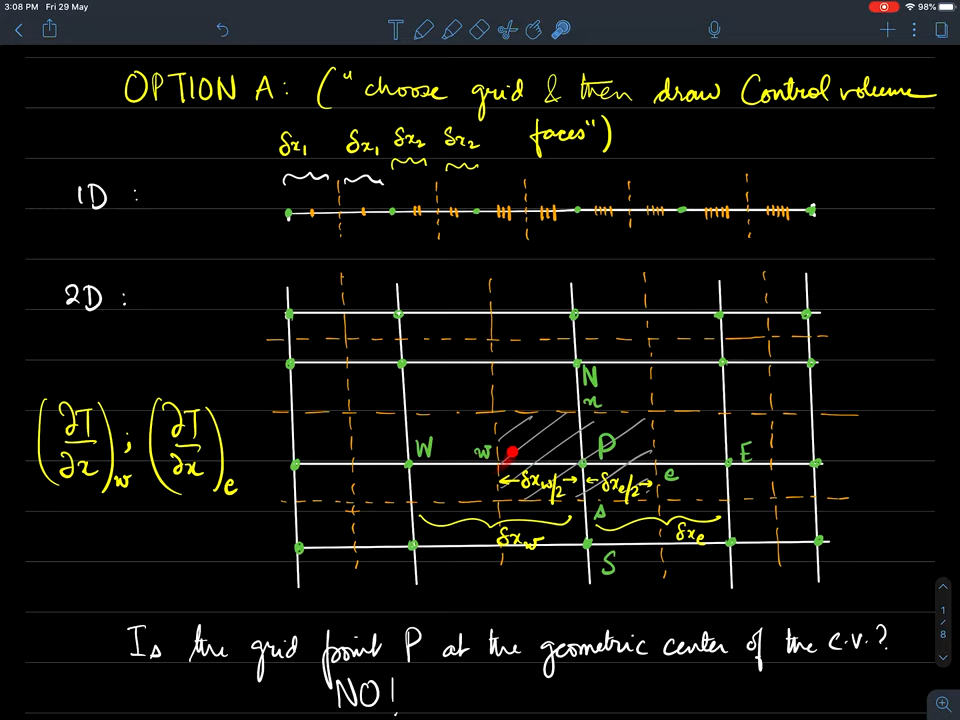 3:08 PM Fri 29 May
98%
OPTION A: ("choose grid & then draw Control volume
faces")
δx₁ δx₁ δx₂ δx₂
1D :
2D :
N
n
(∂T/∂x)w ; (∂T/∂x)e
W w P E
δxw/2 δxe/2 e
s
δxw δxe
S
1
/
8
Is the grid point P at the geometric center of the c.v.?
NO!